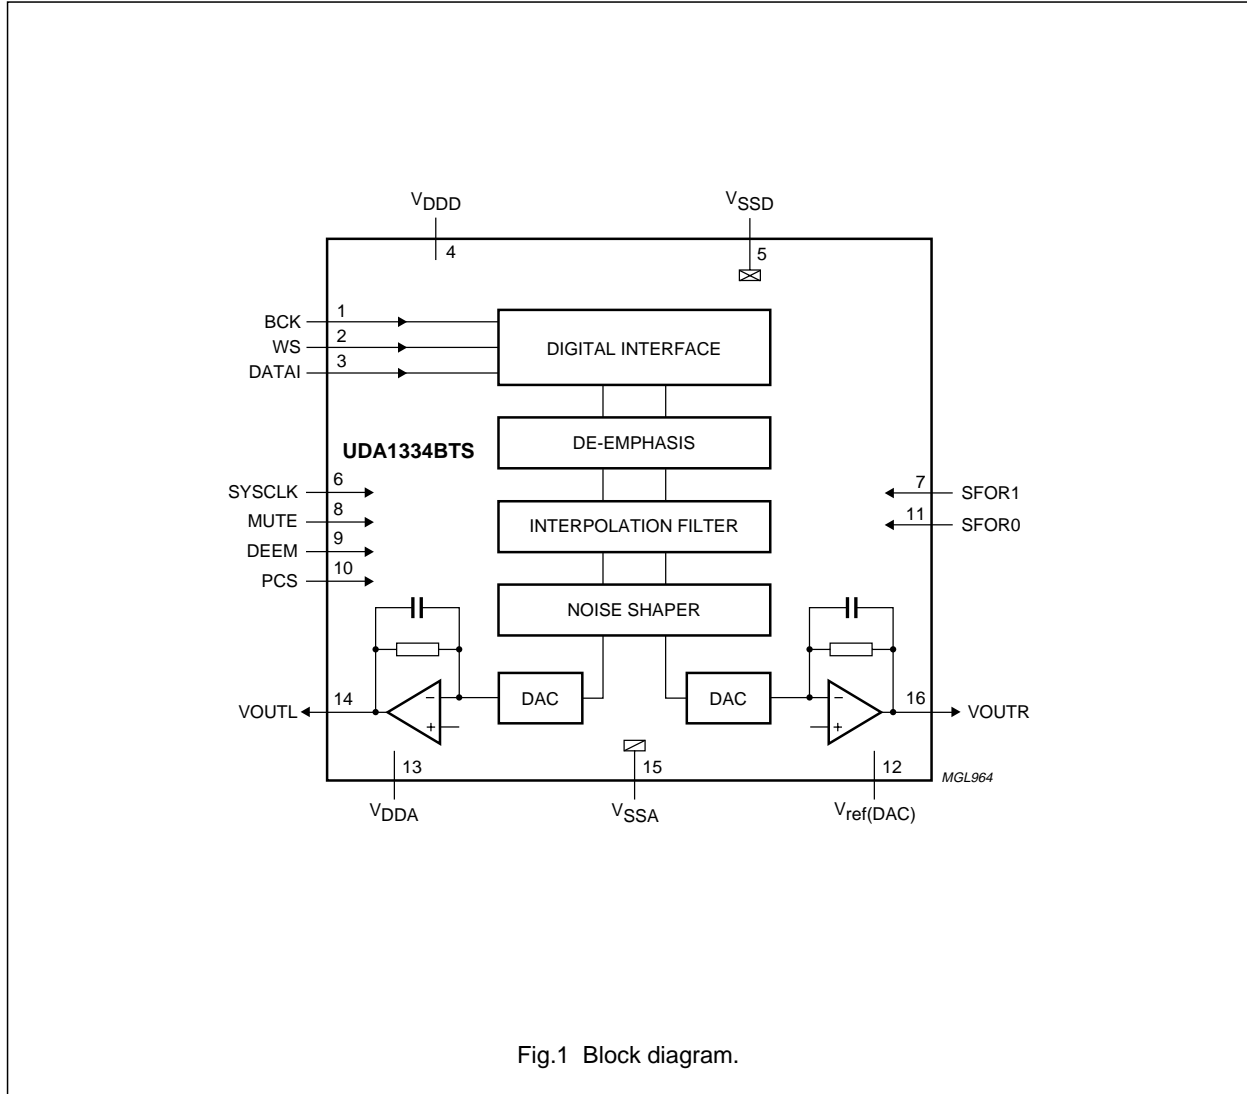 VDDD
VSSD
4
5
BCK
1
WS
2
DATAI
3
DIGITAL INTERFACE
UDA1334BTS
DE-EMPHASIS
SYSCLK
6
MUTE
8
DEEM
9
PCS
10
7
SFOR1
11
SFOR0
INTERPOLATION FILTER
NOISE SHAPER
DAC
DAC
VOUTL
14
−
+
−
+
16
VOUTR
13
15
12
VDDA
VSSA
Vref(DAC)
MGL964
Fig.1 Block diagram.